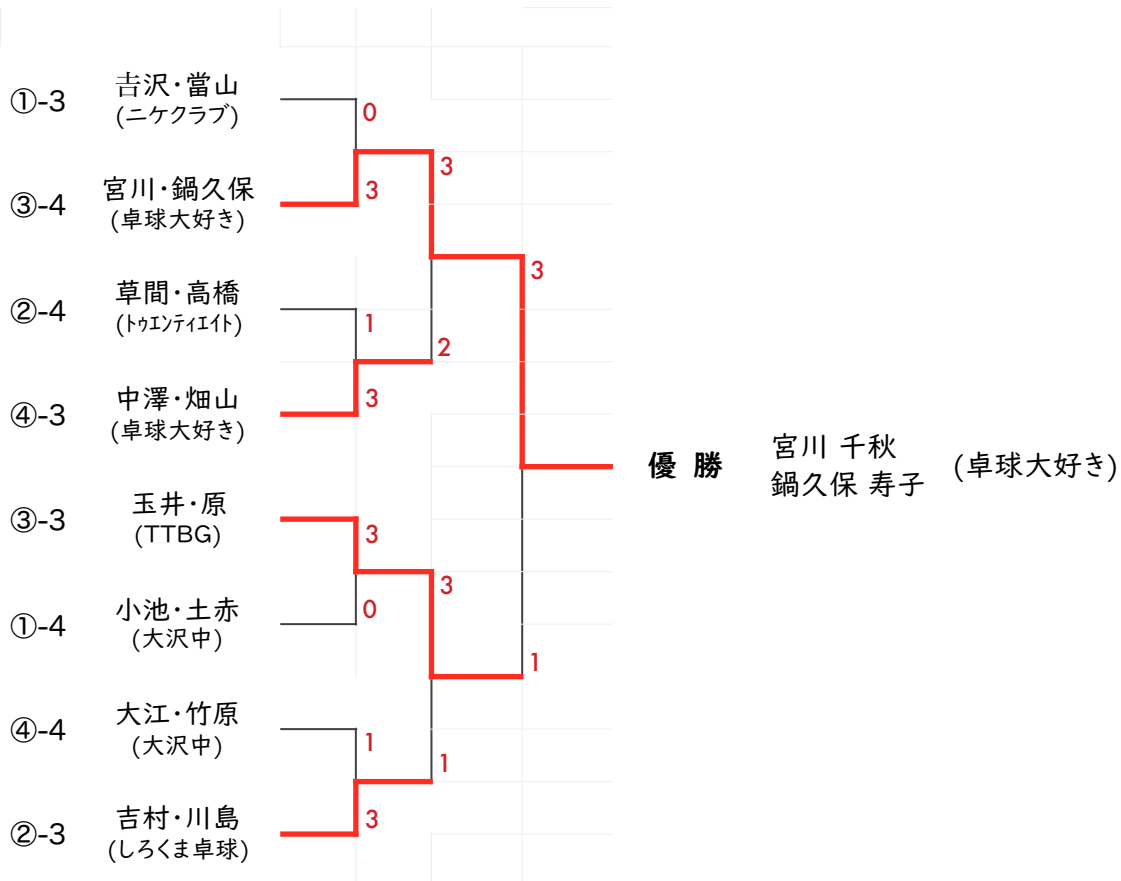 ①-3
𠮷沢・當山
(ニケクラブ)
0
3
③-4
宮川・鍋久保
(卓球大好き)
3
3
②-4
草間・高橋
(トゥエンティエイト)
1
2
④-3
中澤・畑山
(卓球大好き)
3
優 勝
宮川 千秋
鍋久保 寿子
(卓球大好き)
③-3
玉井・原
(TTBG)
3
3
①-4
小池・土赤
(大沢中)
0
1
④-4
大江・竹原
(大沢中)
1
1
②-3
吉村・川島
(しろくま卓球)
3